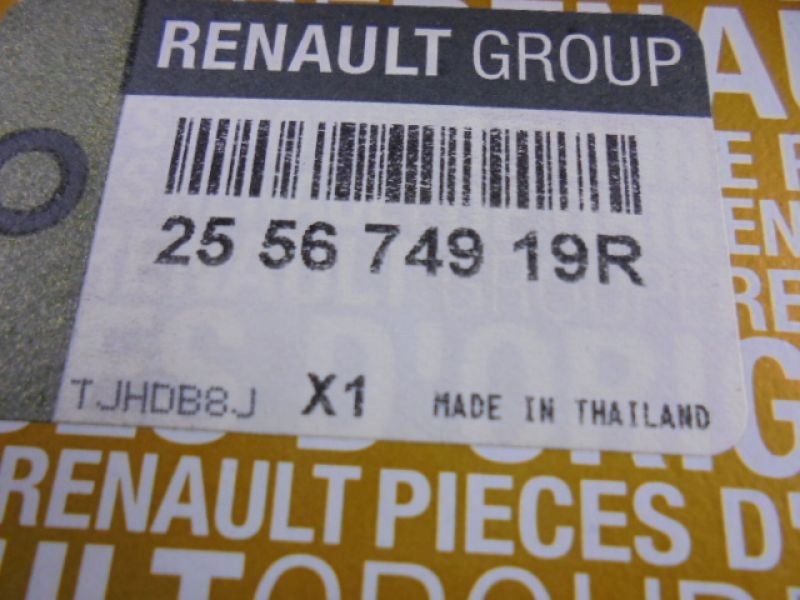 RENAULT GROUP
25 56 749 19R
TJHDB8J X1 MADE IN THAILAND
RENAULT PIECES D'